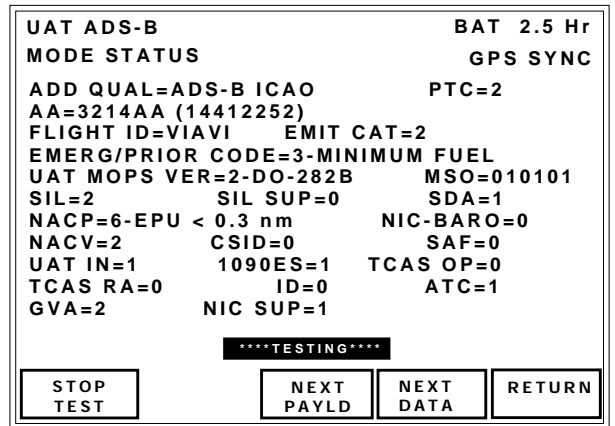 UAT ADS-B BAT 2.5 Hr
MODE STATUS GPS SYNC
ADD QUAL=ADS-B ICAO PTC=2
AA=3214AA (14412252)
FLIGHT ID=VIAVI EMIT CAT=2
EMERG/PRIOR CODE=3-MINIMUM FUEL
UAT MOPS VER=2-DO-282B MSO=010101
SIL=2 SIL SUP=0 SDA=1
NACP=6-EPU < 0.3 nm NIC-BARO=0
NACV=2 CSID=0 SAF=0
UAT IN=1 1090ES=1 TCAS OP=0
TCAS RA=0 ID=0 ATC=1
GVA=2 NIC SUP=1
****TESTING****
STOP TEST
NEXT PAYLD
NEXT DATA
RETURN